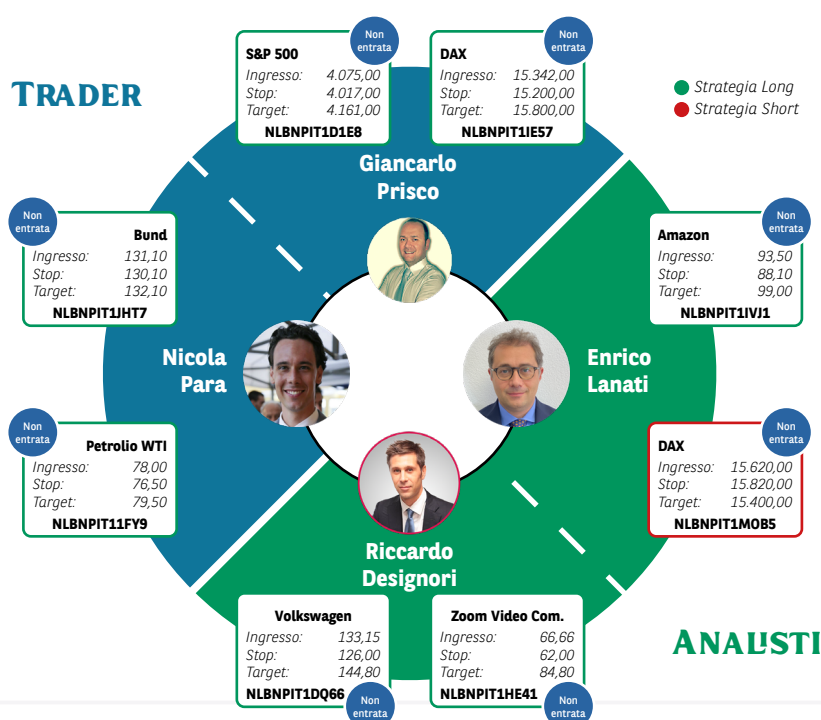 TRADER
Non
entrata
S&P 500
Ingresso: 4.075,00
Stop: 4.017,00
Target: 4.161,00
NLBNPIT1D1E8
Non
entrata
DAX
Ingresso: 15.342,00
Stop: 15.200,00
Target: 15.800,00
NLBNPIT1IE57
Strategia Long
Strategia Short
Giancarlo
Prisco
Non
entrata
Bund
Ingresso: 131,10
Stop: 130,10
Target: 132,10
NLBNPIT1JHT7
Non
entrata
Amazon
Ingresso: 93,50
Stop: 88,10
Target: 99,00
NLBNPIT1IVJ1
Nicola
Para
Enrico
Lanati
Non
entrata
Petrolio WTI
Ingresso: 78,00
Stop: 76,50
Target: 79,50
NLBNPIT11FY9
Non
entrata
DAX
Ingresso: 15.620,00
Stop: 15.820,00
Target: 15.400,00
NLBNPIT1MOB5
Riccardo
Designori
Volkswagen
Ingresso: 133,15
Stop: 126,00
Target: 144,80
NLBNPIT1DQ66
Non
entrata
Zoom Video Com.
Ingresso: 66,66
Stop: 62,00
Target: 84,80
NLBNPIT1HE41
Non
entrata
ANALISTI